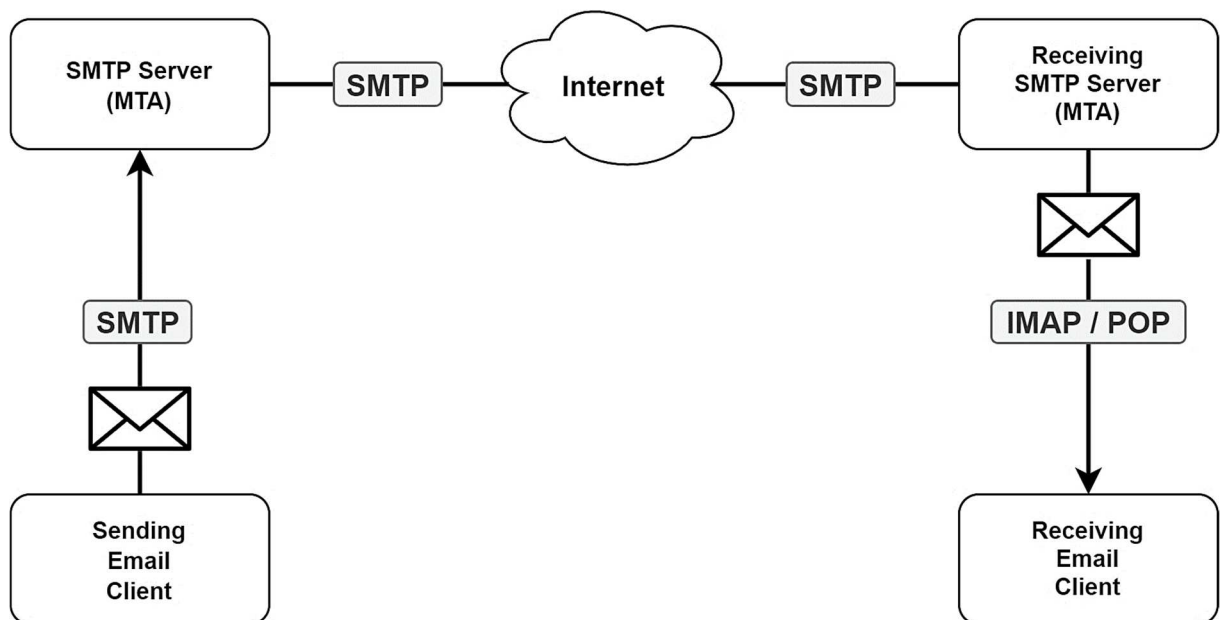 SMTP Server
(MTA)
SMTP
Internet
SMTP
Receiving
SMTP Server
(MTA)
SMTP
IMAP / POP
Sending
Email
Client
Receiving
Email
Client